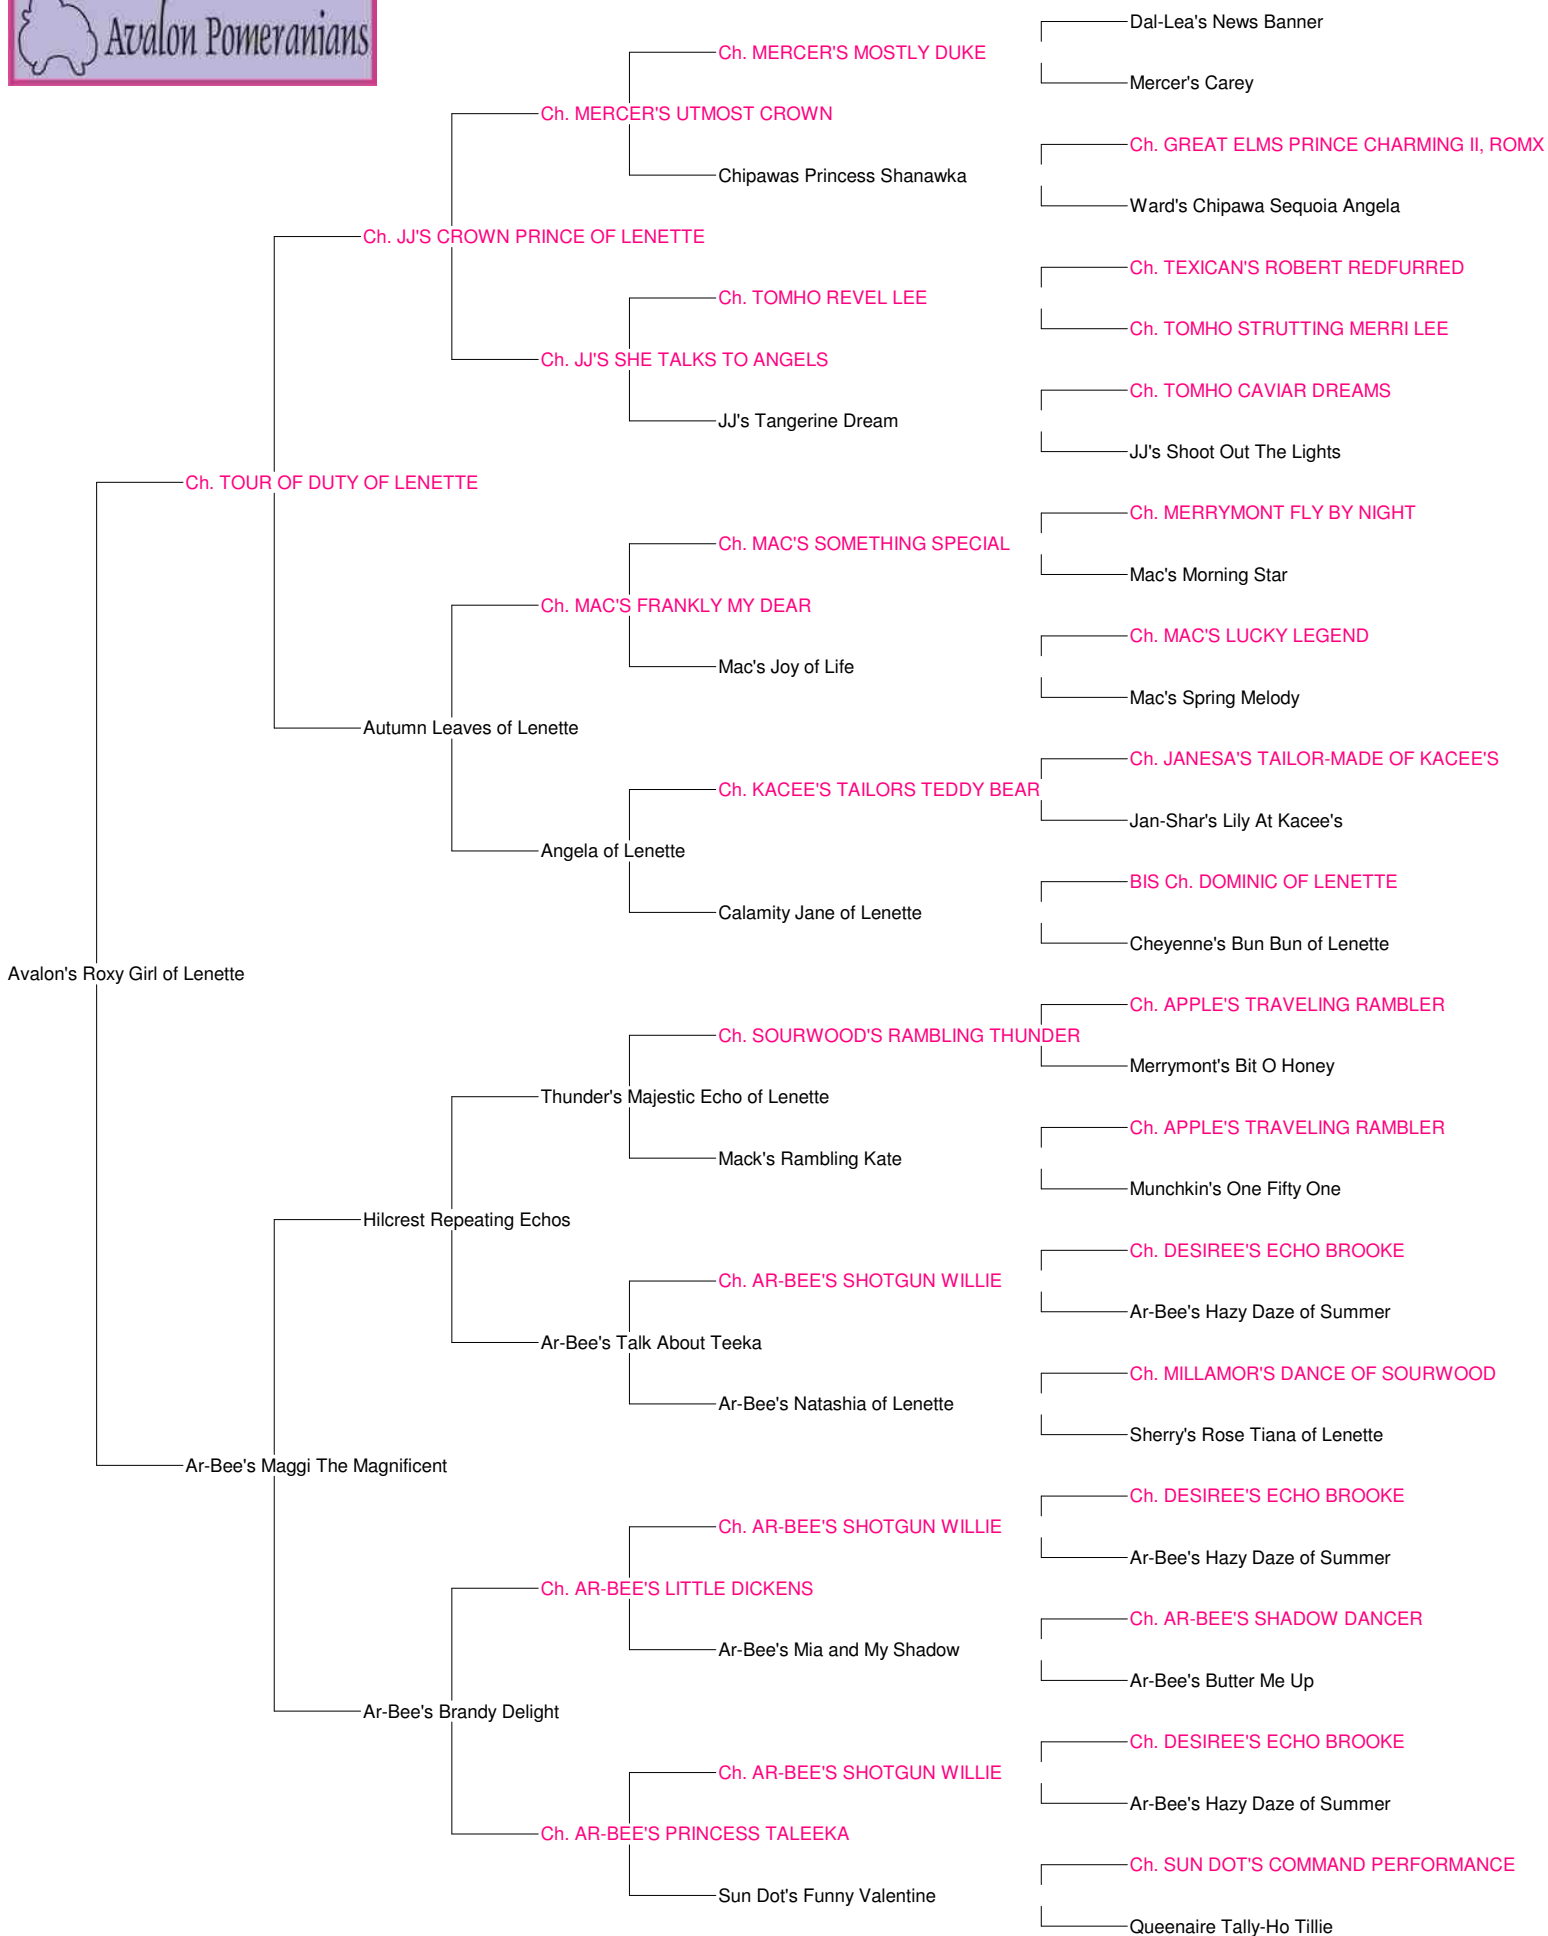 Avalon Pomeranians
Dal-Lea's News Banner
Ch. MERCER'S MOSTLY DUKE
Mercer's Carey
Ch. MERCER'S UTMOST CROWN
Ch. GREAT ELMS PRINCE CHARMING II, ROMX
Chipawas Princess Shanawka
Ward's Chipawa Sequoia Angela
Ch. JJ'S CROWN PRINCE OF LENETTE
Ch. TEXICAN'S ROBERT REDFURRED
Ch. TOMHO REVEL LEE
Ch. TOMHO STRUTTING MERRI LEE
Ch. JJ'S SHE TALKS TO ANGELS
Ch. TOMHO CAVIAR DREAMS
JJ's Tangerine Dream
JJ's Shoot Out The Lights
Ch. TOUR OF DUTY OF LENETTE
Ch. MERRYMONT FLY BY NIGHT
Ch. MAC'S SOMETHING SPECIAL
Mac's Morning Star
Ch. MAC'S FRANKLY MY DEAR
Ch. MAC'S LUCKY LEGEND
Mac's Joy of Life
Mac's Spring Melody
Autumn Leaves of Lenette
Ch. JANESA'S TAILOR-MADE OF KACEE'S
Ch. KACEE'S TAILORS TEDDY BEAR
Jan-Shar's Lily At Kacee's
Angela of Lenette
BIS Ch. DOMINIC OF LENETTE
Calamity Jane of Lenette
Cheyenne's Bun Bun of Lenette
Avalon's Roxy Girl of Lenette
Ch. APPLE'S TRAVELING RAMBLER
Ch. SOURWOOD'S RAMBLING THUNDER
Merrymont's Bit O Honey
Thunder's Majestic Echo of Lenette
Ch. APPLE'S TRAVELING RAMBLER
Mack's Rambling Kate
Munchkin's One Fifty One
Hilcrest Repeating Echos
Ch. DESIREE'S ECHO BROOKE
Ch. AR-BEE'S SHOTGUN WILLIE
Ar-Bee's Hazy Daze of Summer
Ar-Bee's Talk About Teeka
Ch. MILLAMOR'S DANCE OF SOURWOOD
Ar-Bee's Natashia of Lenette
Sherry's Rose Tiana of Lenette
Ar-Bee's Maggi The Magnificent
Ch. DESIREE'S ECHO BROOKE
Ch. AR-BEE'S SHOTGUN WILLIE
Ar-Bee's Hazy Daze of Summer
Ch. AR-BEE'S LITTLE DICKENS
Ch. AR-BEE'S SHADOW DANCER
Ar-Bee's Mia and My Shadow
Ar-Bee's Butter Me Up
Ar-Bee's Brandy Delight
Ch. DESIREE'S ECHO BROOKE
Ch. AR-BEE'S SHOTGUN WILLIE
Ar-Bee's Hazy Daze of Summer
Ch. AR-BEE'S PRINCESS TALEEKA
Ch. SUN DOT'S COMMAND PERFORMANCE
Sun Dot's Funny Valentine
Queenaire Tally-Ho Tillie